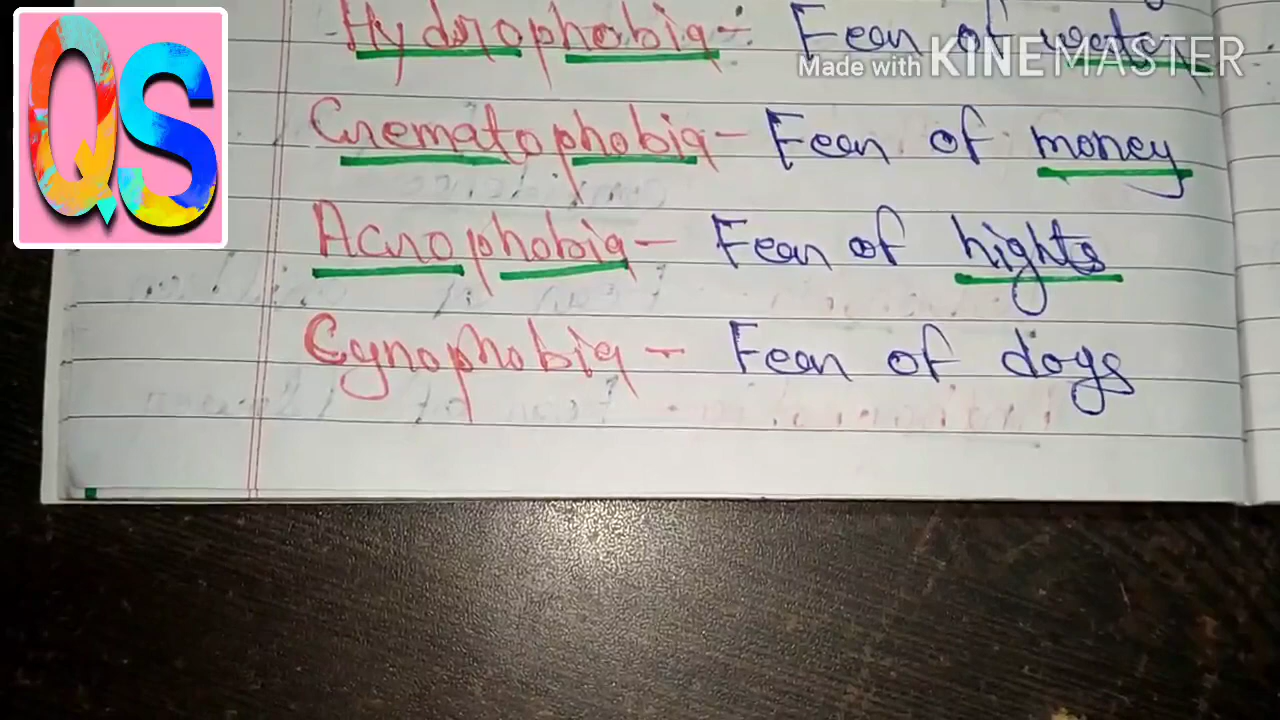 QS
Hydrophobia - Fear of water
Made with KINEMASTER
Crematophobia - Fear of money
Acrophobia - Fear of hights
Cynophobia - Fear of dogs